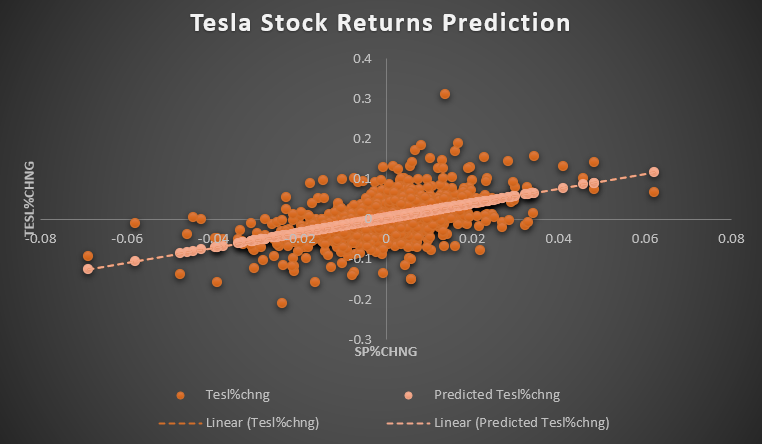 Tesla Stock Returns Prediction
0.4
0.3
0.2
0.1
0
-0.08 -0.06 -0.04 -0.02 0 0.02 0.04 0.06 0.08
-0.1
-0.2
-0.3
TESL%CHNG
SP%CHNG
Tesl%chng Predicted Tesl%chng
Linear (Tesl%chng) Linear (Predicted Tesl%chng)